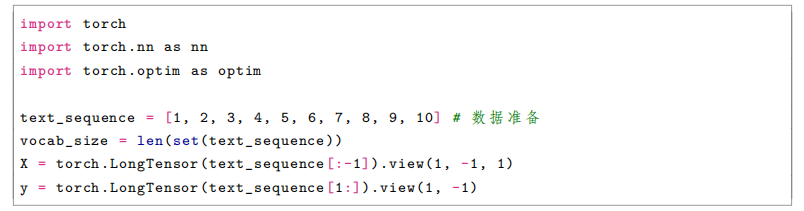 import torch
import torch.nn as nn
import torch.optim as optim
text_sequence = [1, 2, 3, 4, 5, 6, 7, 8, 9, 10] # 数据准备
vocab_size = len(set(text_sequence))
X = torch.LongTensor(text_sequence[:-1]).view(1, -1, 1)
y = torch.LongTensor(text_sequence[1:]).view(1, -1)